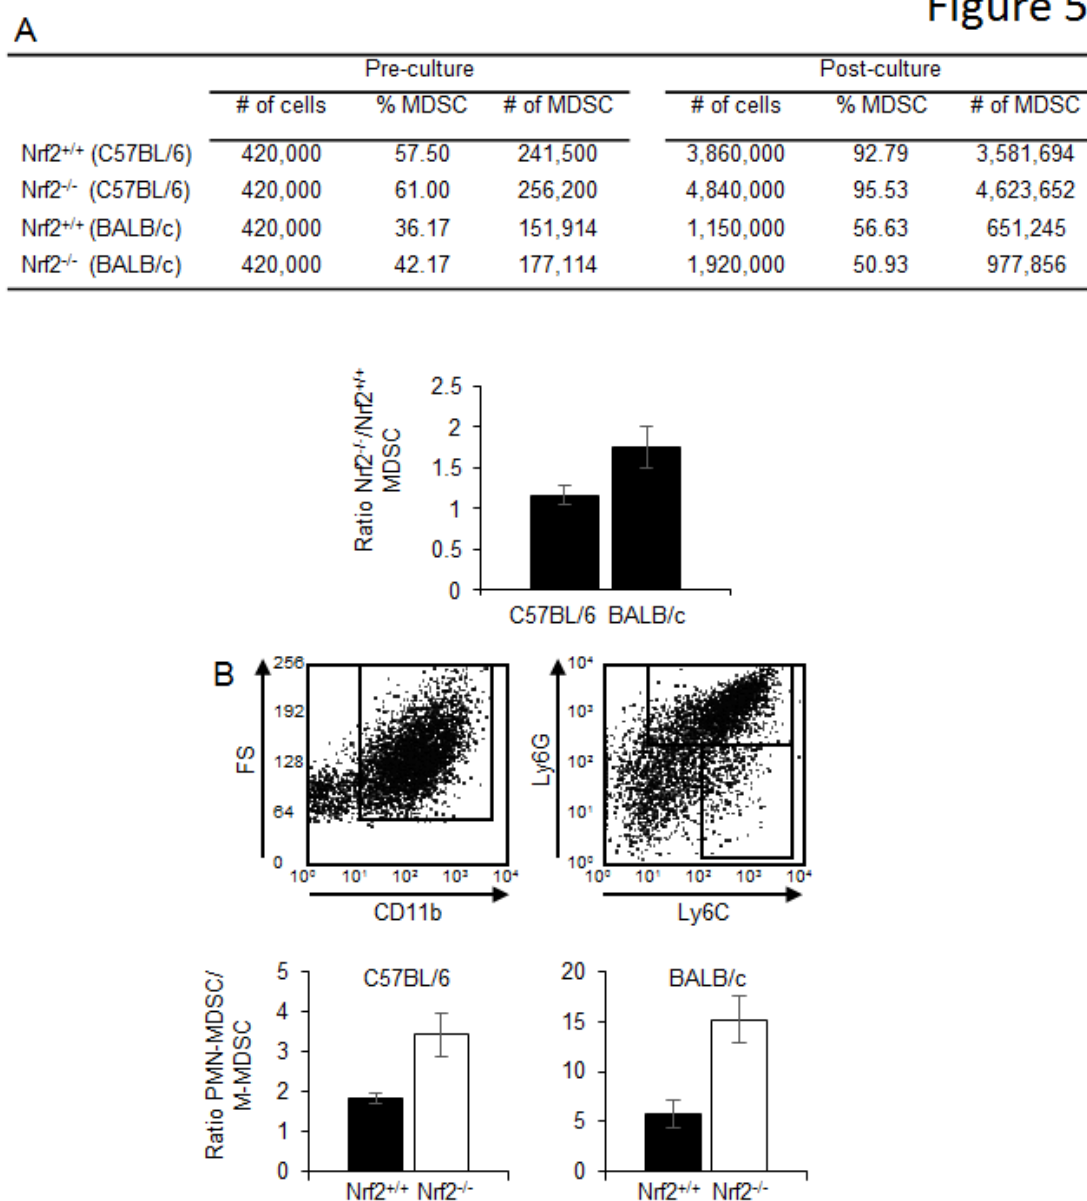 Figure 5
A
Pre-culture Post-culture
# of cells % MDSC # of MDSC # of cells % MDSC # of MDSC
Nrf2+/+ (C57BL/6) 420,000 57.50 241,500 3,860,000 92.79 3,581,694
Nrf2-/- (C57BL/6) 420,000 61.00 256,200 4,840,000 95.53 4,623,652
Nrf2+/+ (BALB/c) 420,000 36.17 151,914 1,150,000 56.63 651,245
Nrf2-/- (BALB/c) 420,000 42.17 177,114 1,920,000 50.93 977,856
Ratio Nrf2-/-/Nrf2+/+
MDSC
2.5
2
1.5
1
0.5
0
C57BL/6 BALB/c
B
FS
256
192
128
64
0
10⁰ 10¹ 10² 10³ 10⁴
CD11b
Ly6G
10⁴
10³
10²
10¹
10⁰
10⁰ 10¹ 10² 10³ 10⁴
Ly6C
Ratio PMN-MDSC/
M-MDSC
C57BL/6
5
4
3
2
1
0
Nrf2+/+ Nrf2-/-
BALB/c
20
15
10
5
0
Nrf2+/+ Nrf2-/-